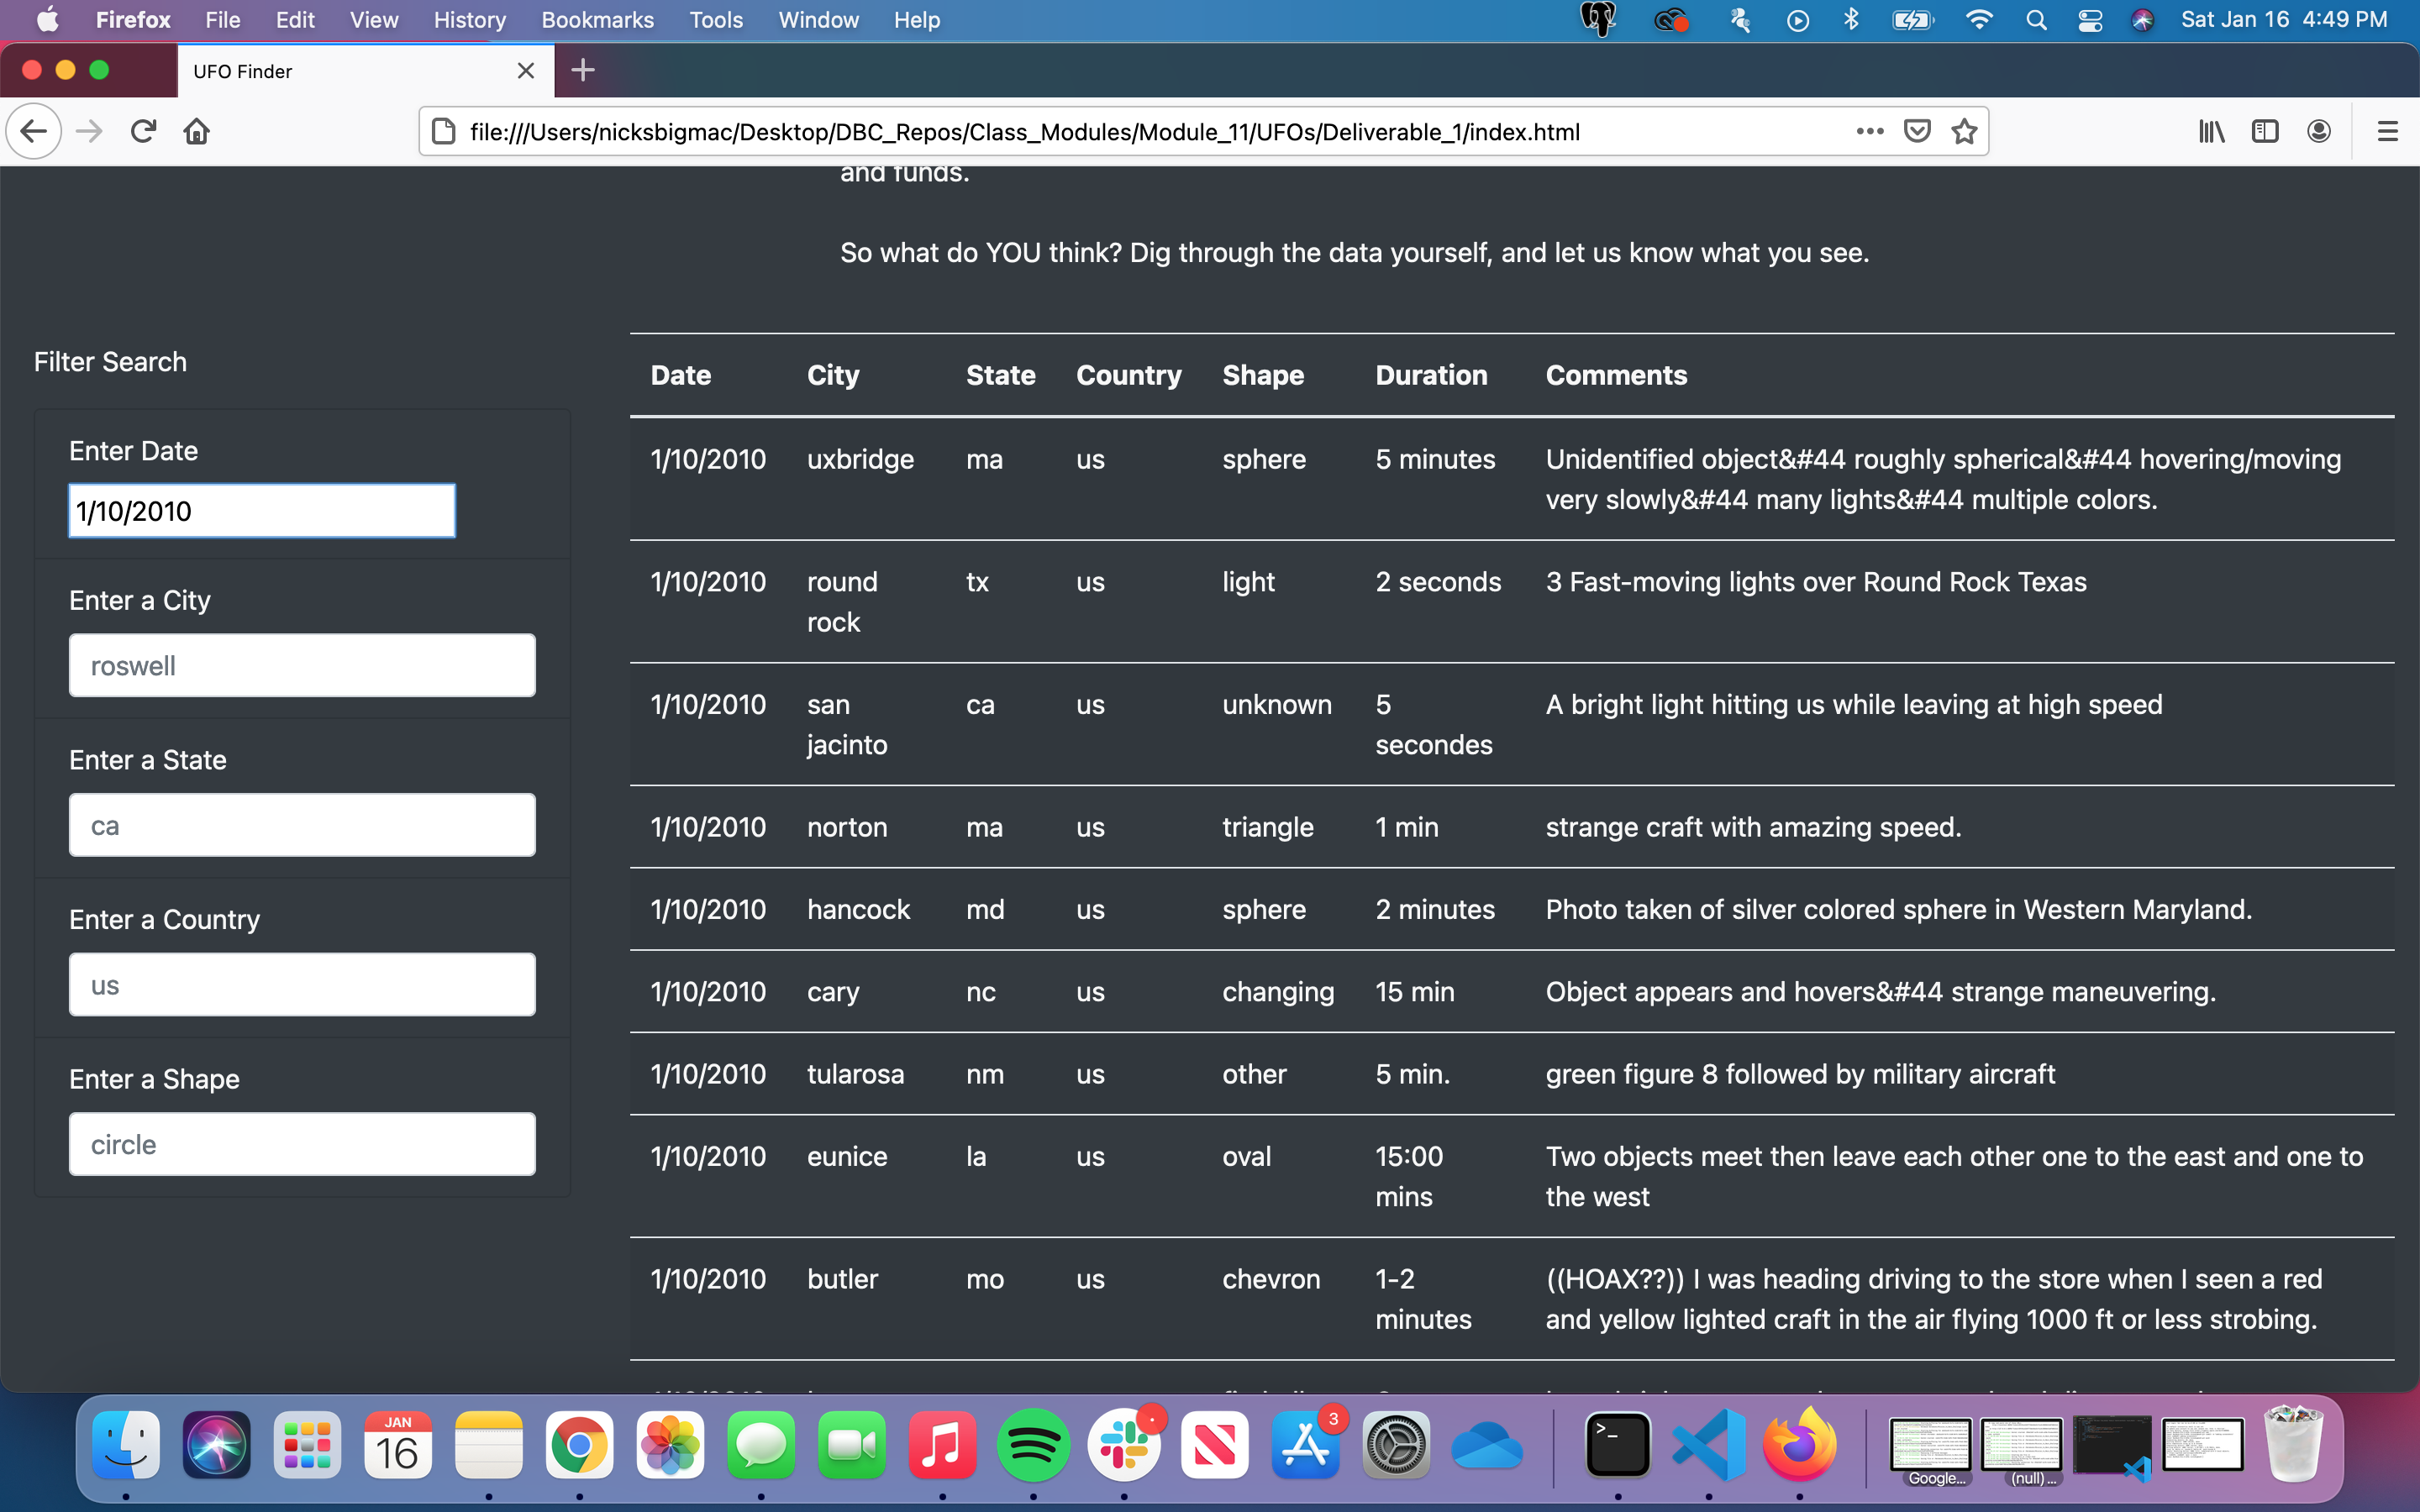 Firefox File Edit View History Bookmarks Tools Window Help Sat Jan 16 4:49 PM
UFO Finder
file:///Users/nicksbigmac/Desktop/DBC_Repos/Class_Modules/Module_11/UFOs/Deliverable_1/index.html
and funds.
So what do YOU think? Dig through the data yourself, and let us know what you see.
Filter Search
Enter Date
1/10/2010
Enter a City
roswell
Enter a State
ca
Enter a Country
us
Enter a Shape
circle
Date City State Country Shape Duration Comments
1/10/2010 uxbridge ma us sphere 5 minutes Unidentified object&#44 roughly spherical&#44 hovering/moving
very slowly&#44 many lights&#44 multiple colors.
1/10/2010 round tx us light 2 seconds 3 Fast-moving lights over Round Rock Texas
rock
1/10/2010 san ca us unknown 5 A bright light hitting us while leaving at high speed
jacinto secondes
1/10/2010 norton ma us triangle 1 min strange craft with amazing speed.
1/10/2010 hancock md us sphere 2 minutes Photo taken of silver colored sphere in Western Maryland.
1/10/2010 cary nc us changing 15 min Object appears and hovers&#44 strange maneuvering.
1/10/2010 tularosa nm us other 5 min. green figure 8 followed by military aircraft
1/10/2010 eunice la us oval 15:00 Two objects meet then leave each other one to the east and one to
mins the west
1/10/2010 butler mo us chevron 1-2 ((HOAX??)) I was heading driving to the store when I seen a red
minutes and yellow lighted craft in the air flying 1000 ft or less strobing.
JAN
16
3
>_
Google...
(null)...